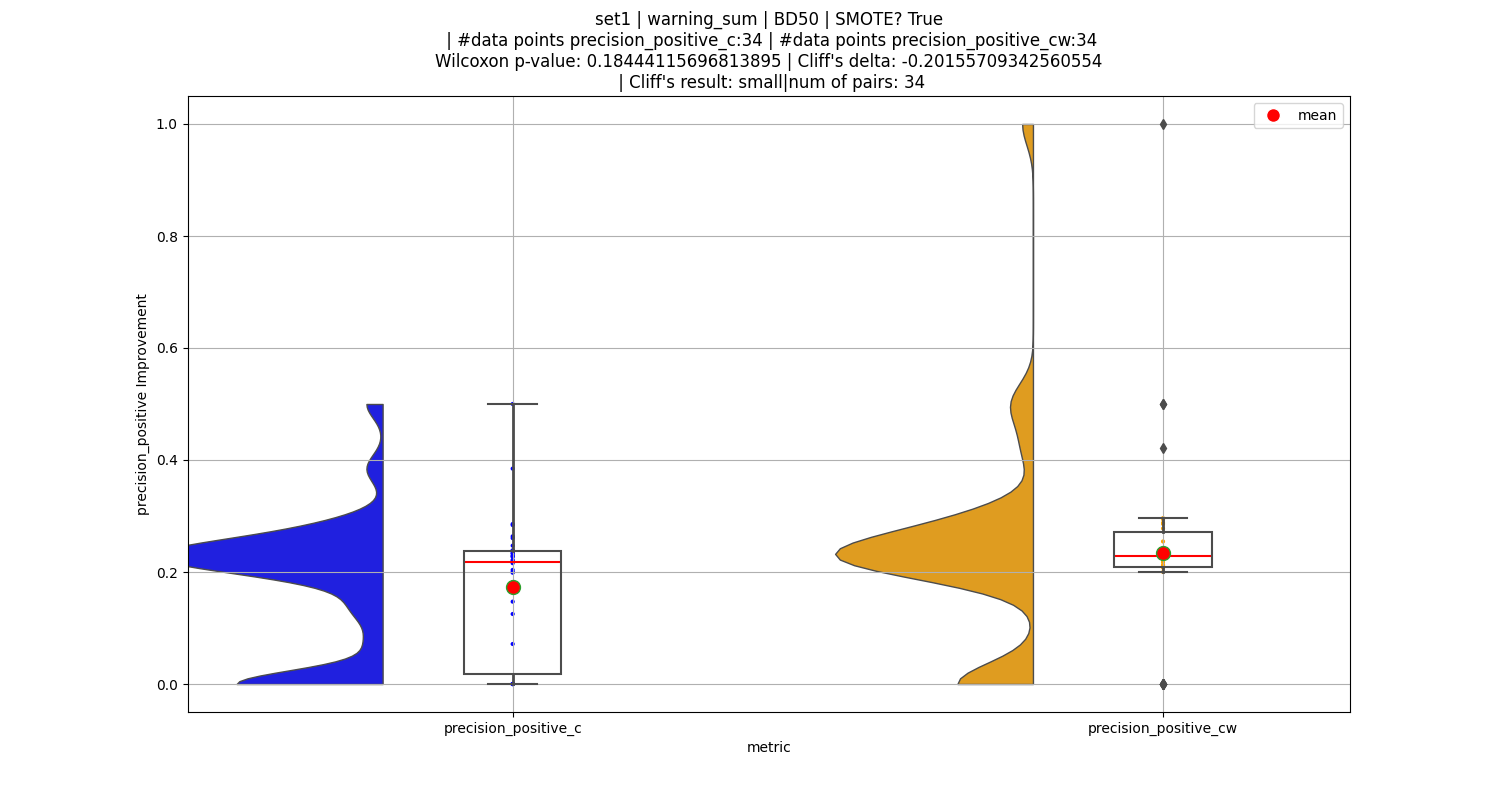 set1 | warning_sum | BD50 | SMOTE? True
| #data points precision_positive_c:34 | #data points precision_positive_cw:34
Wilcoxon p-value: 0.18444115696813895 | Cliff's delta: -0.20155709342560554
| Cliff's result: small|num of pairs: 34
mean
1.0
0.8
0.6
0.4
0.2
0.0
precision_positive Improvement
precision_positive_c
precision_positive_cw
metric